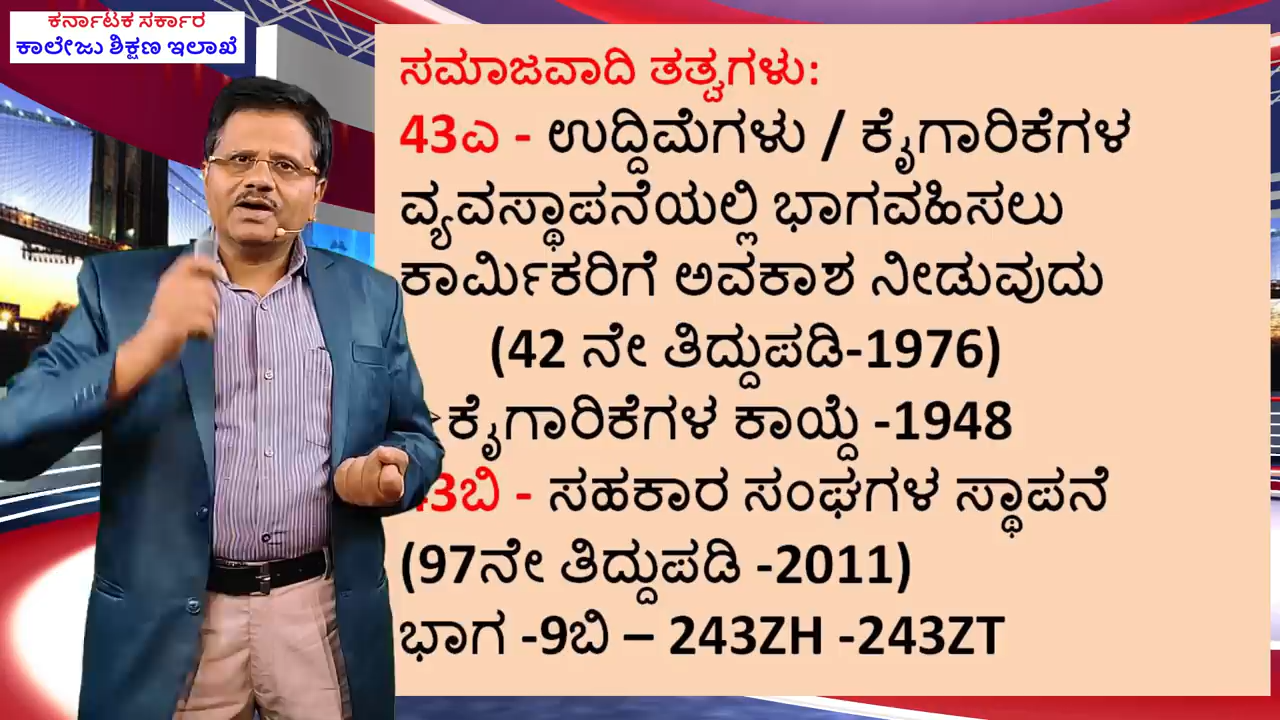 ಕರ್ನಾಟಕ ಸರ್ಕಾರ
ಕಾಲೇಜು ಶಿಕ್ಷಣ ಇಲಾಖೆ
ಸಮಾಜವಾದಿ ತತ್ವಗಳು:
43ಎ - ಉದ್ದಿಮೆಗಳು / ಕೈಗಾರಿಕೆಗಳ
ವ್ಯವಸ್ಥಾಪನೆಯಲ್ಲಿ ಭಾಗವಹಿಸಲು
ಕಾರ್ಮಿಕರಿಗೆ ಅವಕಾಶ ನೀಡುವುದು
(42 ನೇ ತಿದ್ದುಪಡಿ-1976)
➢ಕೈಗಾರಿಕೆಗಳ ಕಾಯ್ದೆ -1948
43ಬಿ - ಸಹಕಾರ ಸಂಘಗಳ ಸ್ಥಾಪನೆ
(97ನೇ ತಿದ್ದುಪಡಿ -2011)
ಭಾಗ -9ಬಿ – 243ZH -243ZT